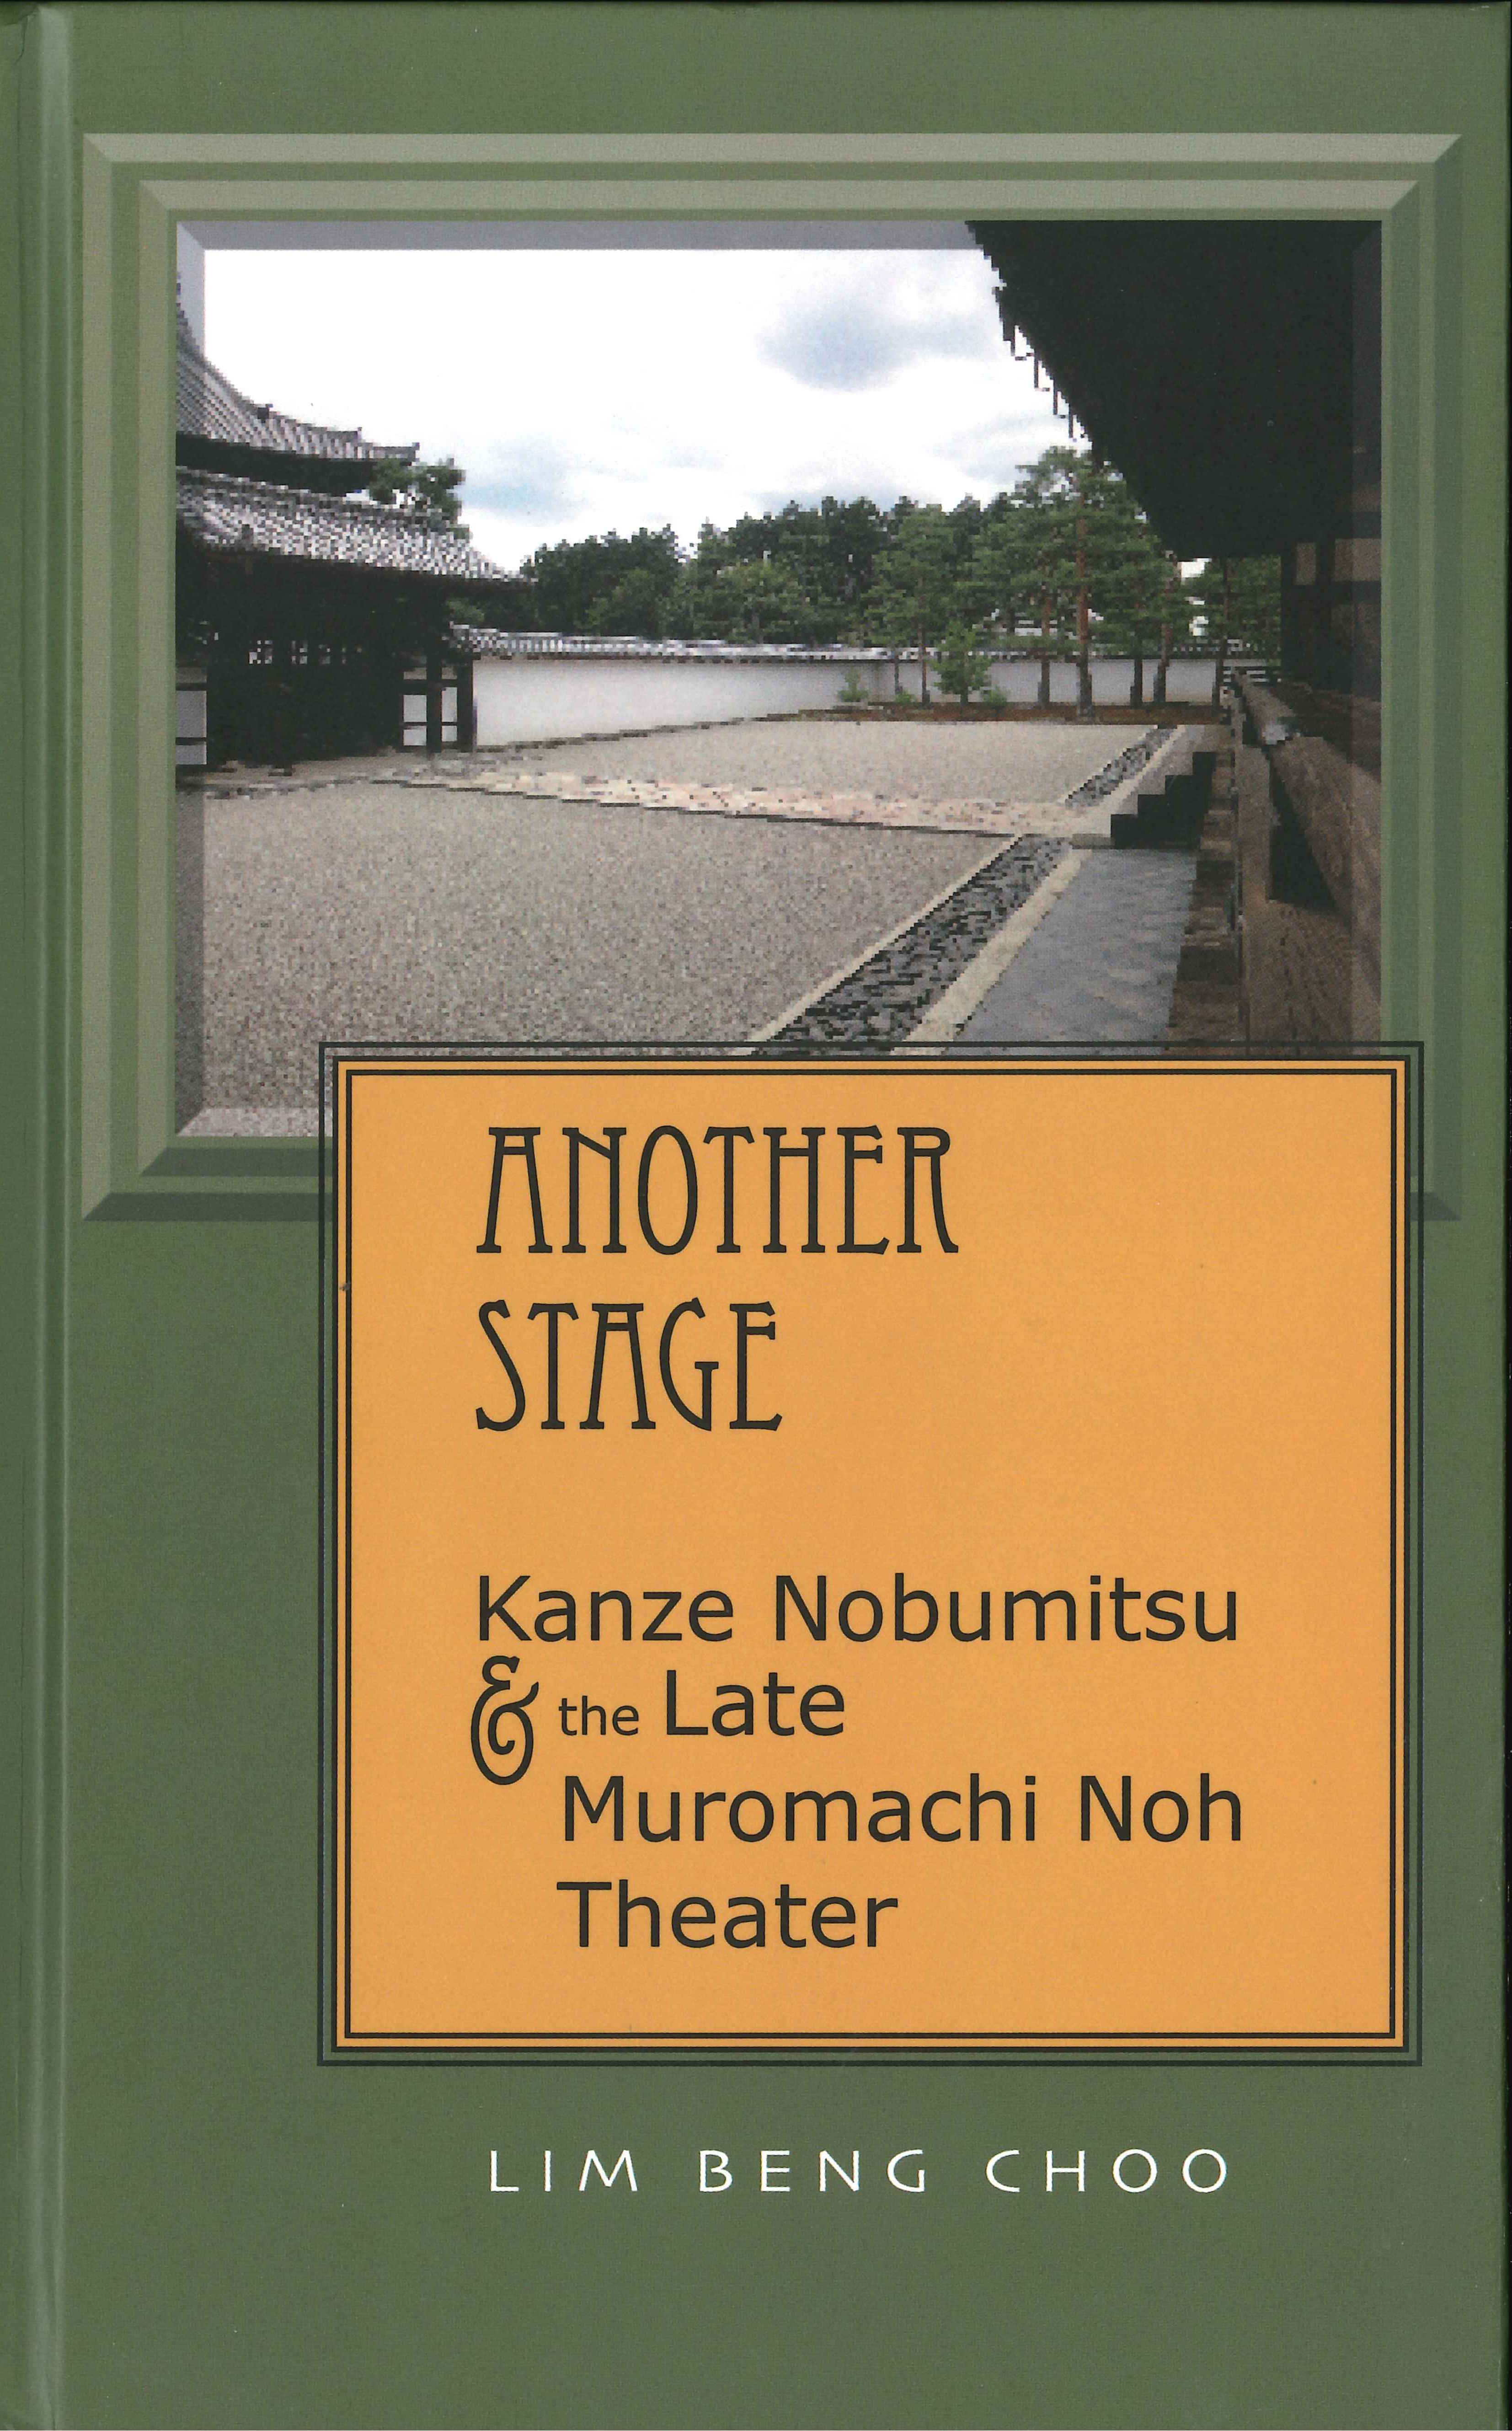 ANOTHER
STAGE
Kanze Nobumitsu
& the Late
Muromachi Noh
Theater
LIM BENG CHOO